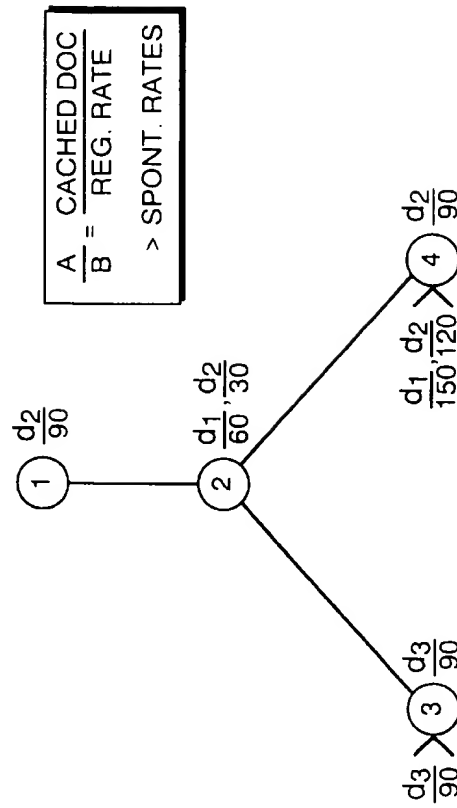 A = CACHED DOC
B REG. RATE
> SPONT. RATES
1
d2
90
2
d1 , d2
60 30
d3
90
3
d3
90
d1 , d2
150 120
4
d2
90